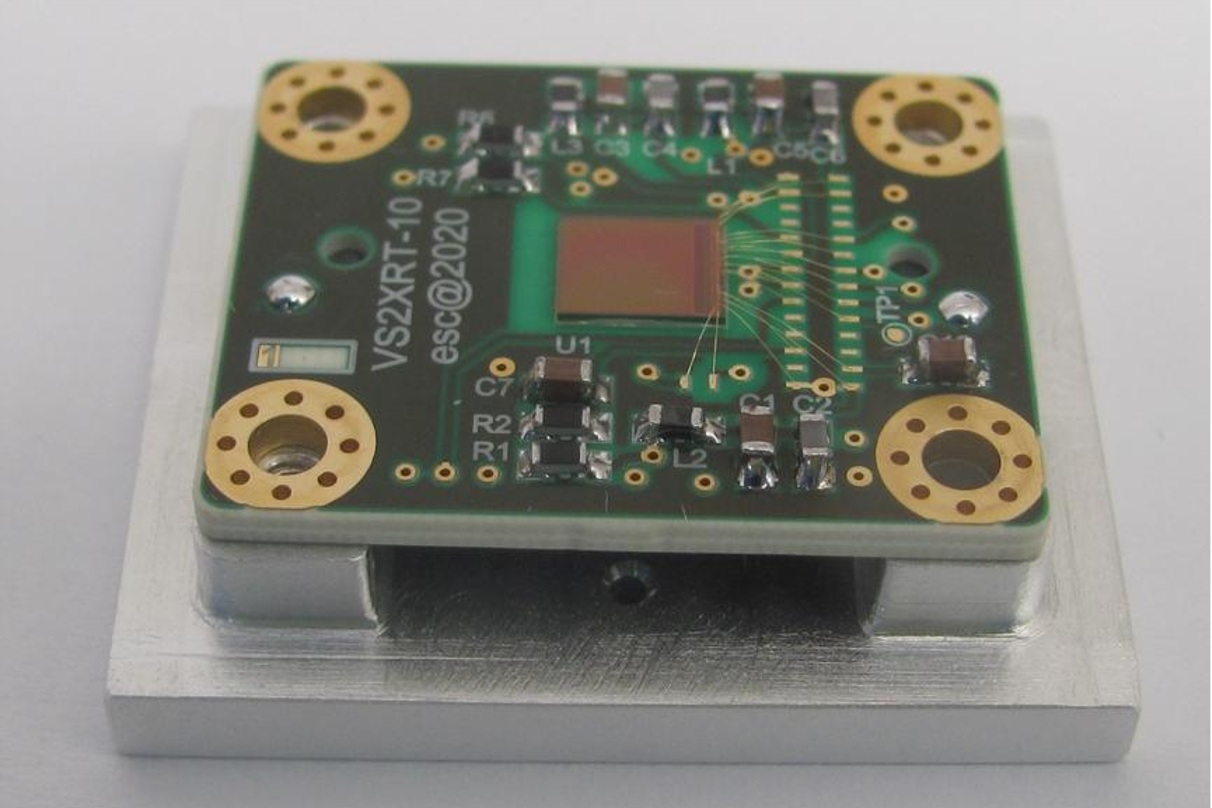 R6
L3 C3 C4
L1
C5 C6
R7
VS2XRT-10
esc@2020
TP1
1
U1
C7
R2
R1
L2
C1 C2